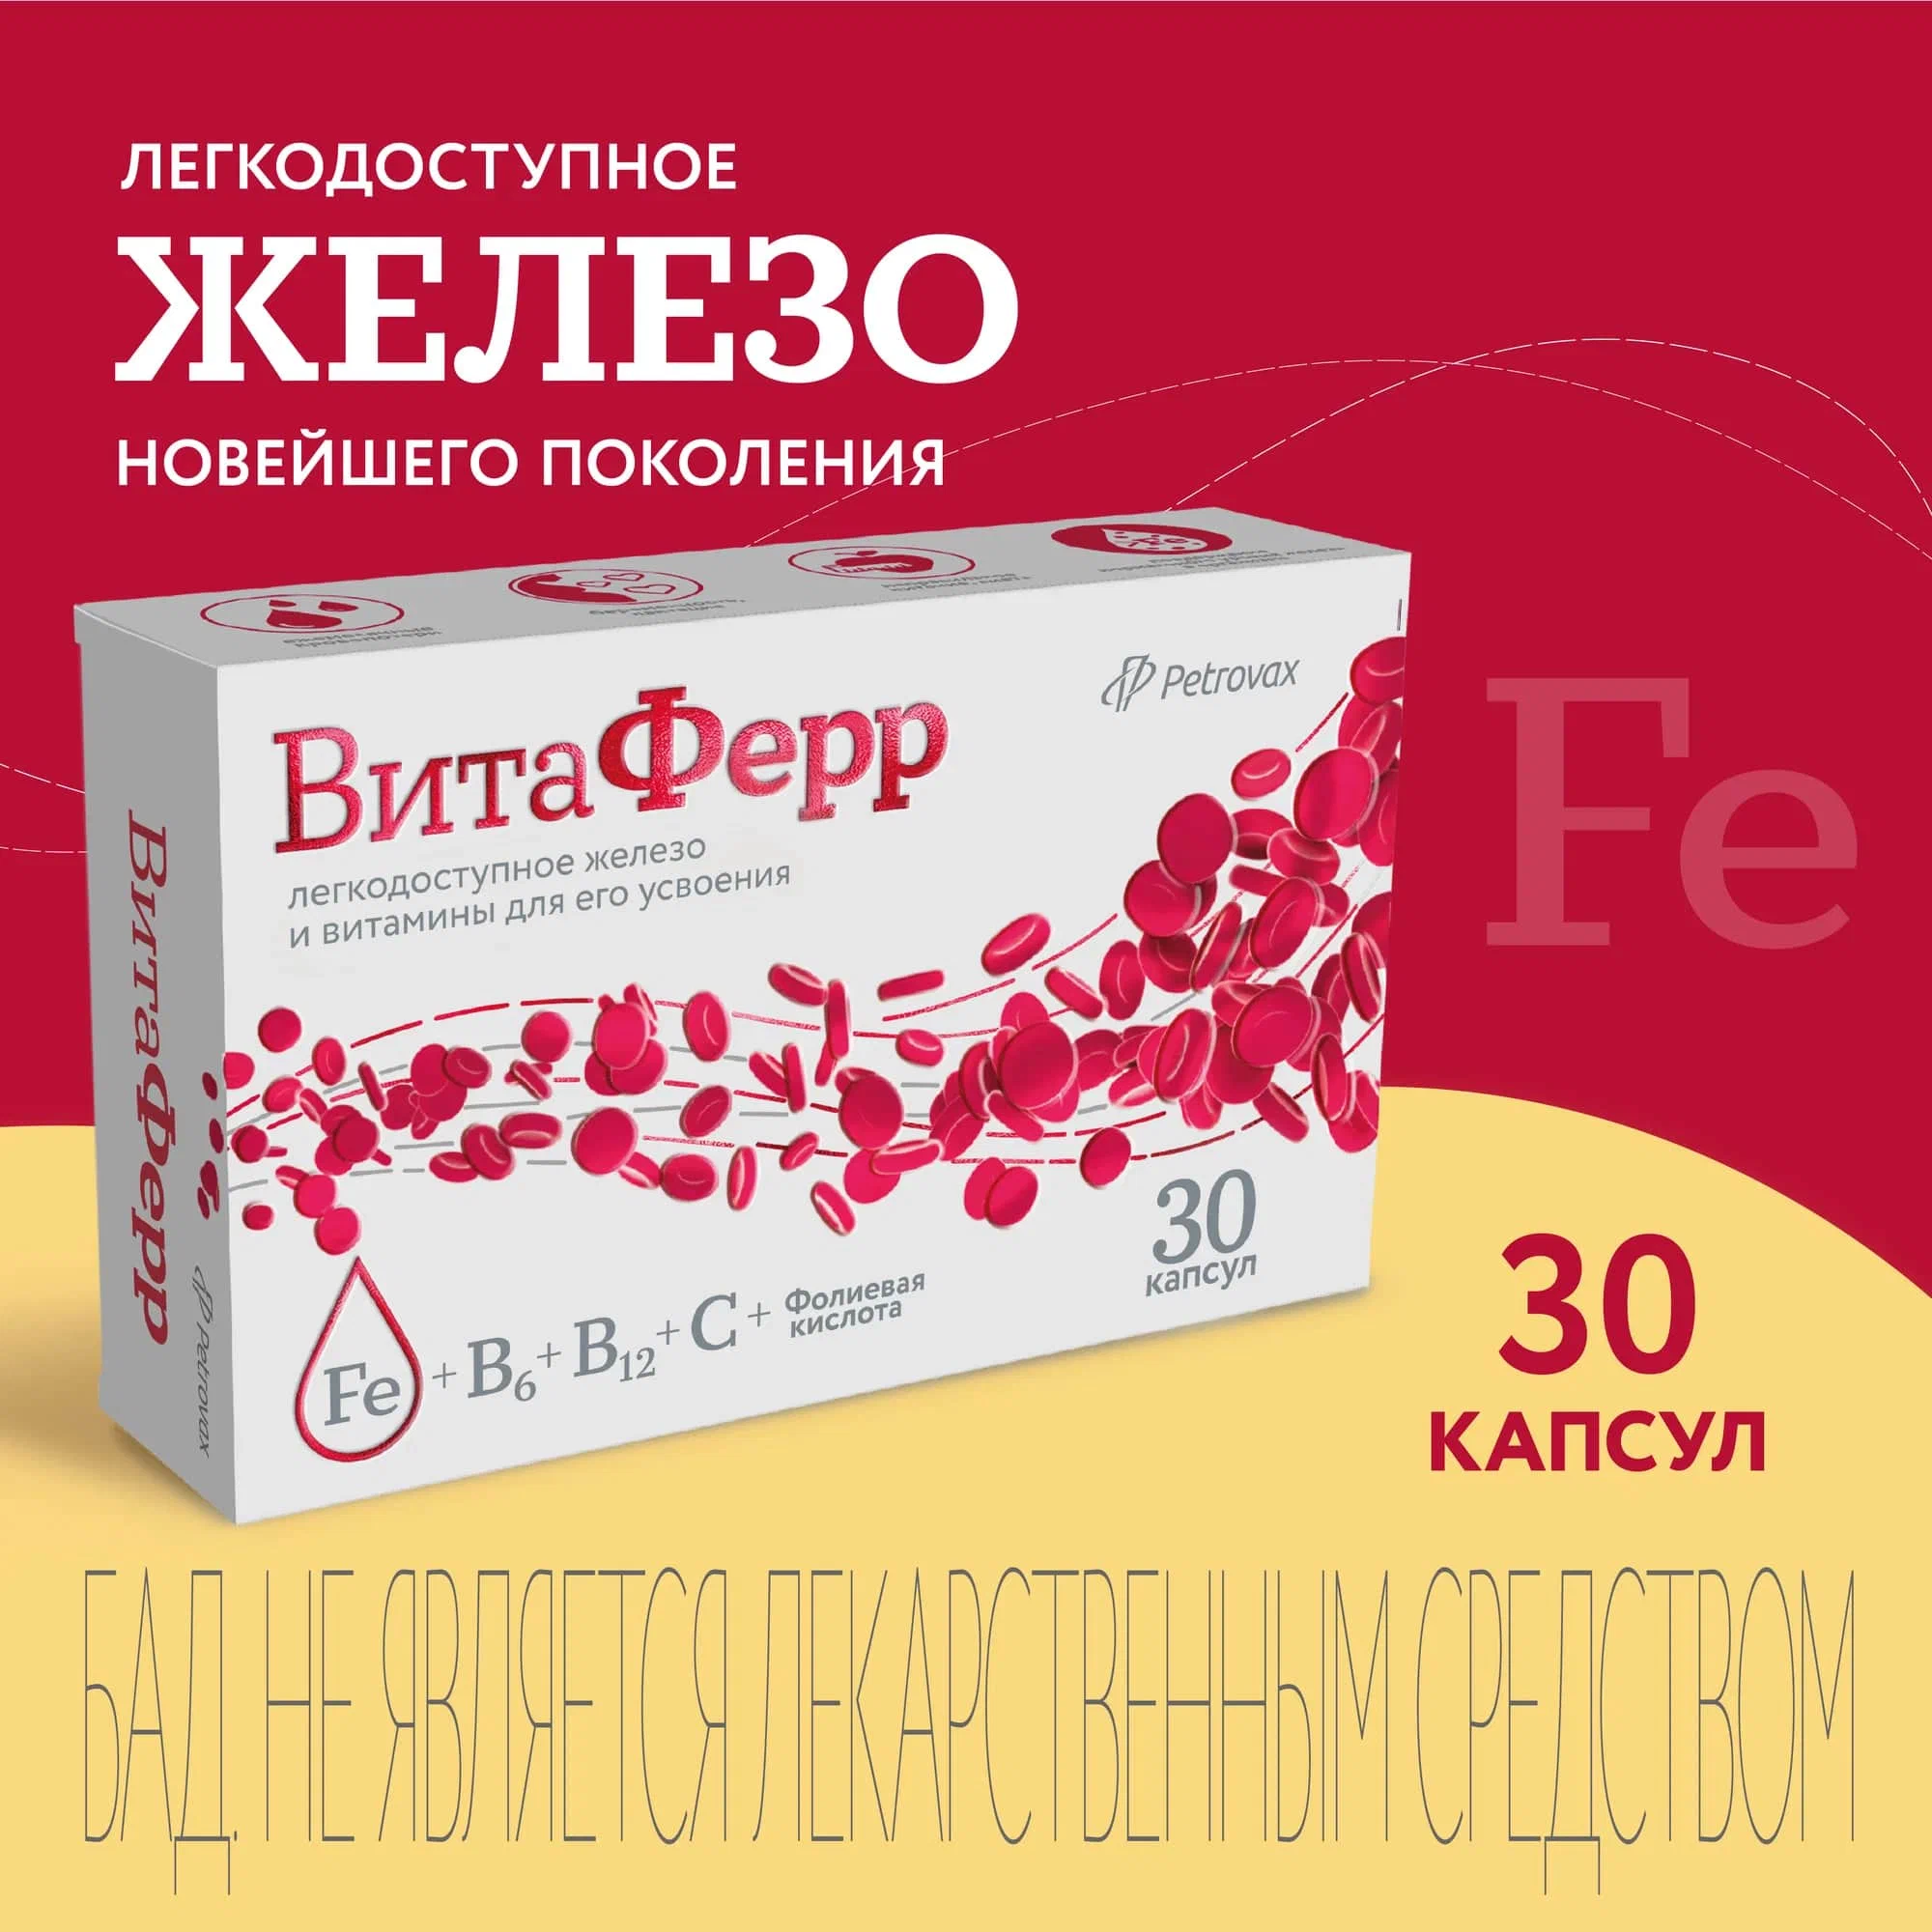 ЛЕГКОДОСТУПНОЕ
ЖЕЛЕЗО
НОВЕЙШЕГО ПОКОЛЕНИЯ
Fe
Petrovax
ВитаФерр
легкодоступное железо
и витамины для его усвоения
Fe
ВитаФерр
Petrovax
30
капсул
Fe + B6 + B12 + C + Фолиевая
кислота
30
КАПСУЛ
БАД. НЕ ЯВЛЯЕТСЯ ЛЕКАРСТВЕННЫМ СРЕДСТВОМ